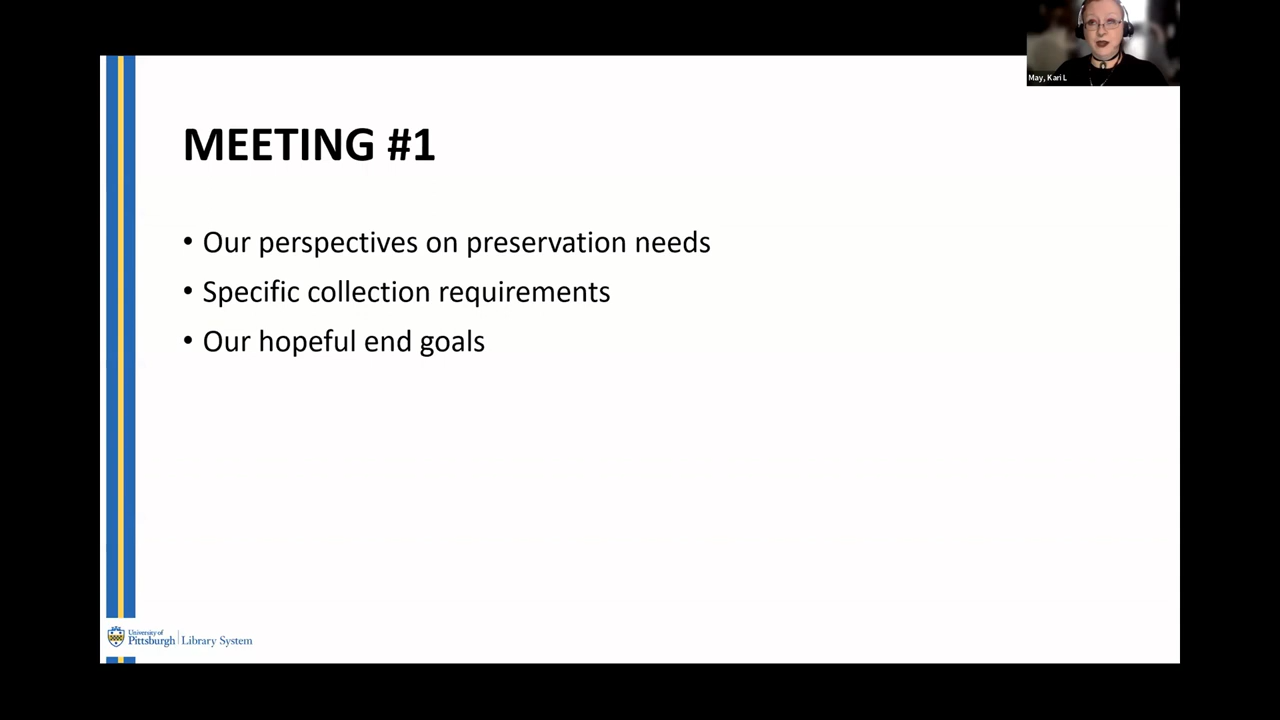 May, Kari L
MEETING #1
• Our perspectives on preservation needs
• Specific collection requirements
• Our hopeful end goals
University of
Pittsburgh
Library System